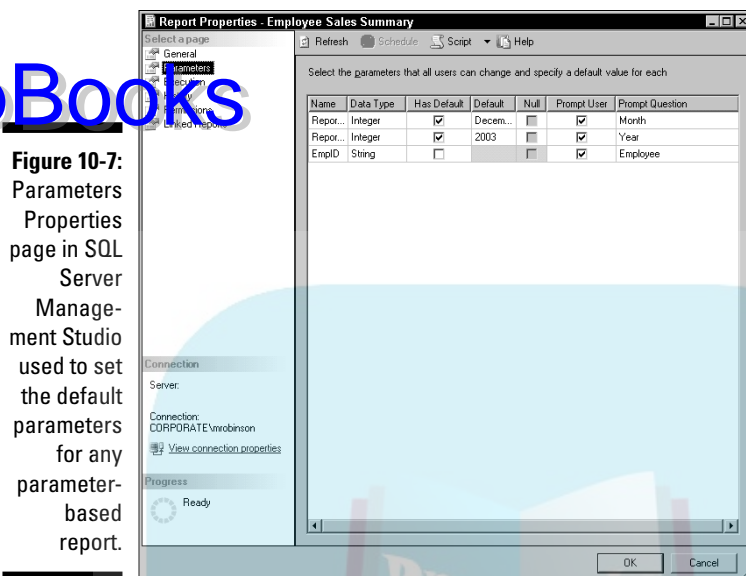 Report Properties - Employee Sales Summary
Select a page
General
Parameters
Execution
History
Permissions
Linked Reports
Refresh Schedule Script Help
Select the parameters that all users can change and specify a default value for each
Name Data Type Has Default Default Null Prompt User Prompt Question
Repor... Integer Decem... Month
Repor... Integer 2003 Year
EmpID String Employee
Connection
Server:
Connection:
CORPORATE\mrobinson
View connection properties
Progress
Ready
OK Cancel
oBooks
Figure 10-7:
Parameters
Properties
page in SQL
Server
Manage-
ment Studio
used to set
the default
parameters
for any
parameter-
based
report.